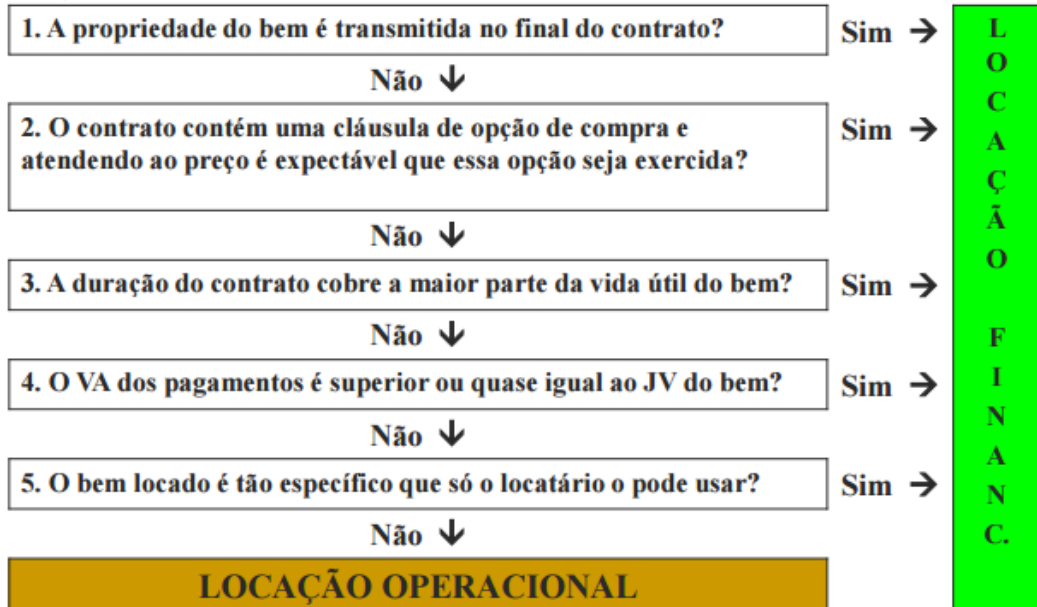 1. A propriedade do bem é transmitida no final do contrato?
Sim →
Não ↓
2. O contrato contém uma cláusula de opção de compra e
atendendo ao preço é expectável que essa opção seja exercida?
Sim →
Não ↓
3. A duração do contrato cobre a maior parte da vida útil do bem?
Sim →
Não ↓
4. O VA dos pagamentos é superior ou quase igual ao JV do bem?
Sim →
Não ↓
5. O bem locado é tão específico que só o locatário o pode usar?
Sim →
Não ↓
LOCAÇÃO OPERACIONAL
L
O
C
A
Ç
Ã
O
F
I
N
A
N
C.